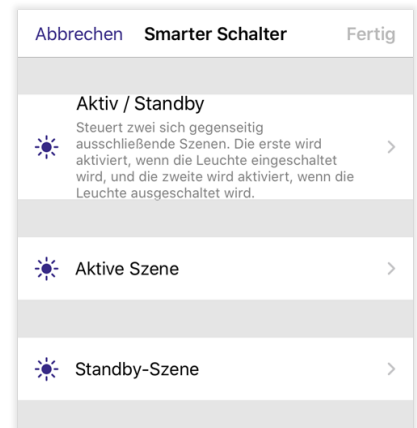 Abbrechen Smarter Schalter Fertig
Aktiv / Standby
Steuert zwei sich gegenseitig
ausschließende Szenen. Die erste wird
aktiviert, wenn die Leuchte eingeschaltet
wird, und die zweite wird aktiviert, wenn die
Leuchte ausgeschaltet wird.
Aktive Szene
Standby-Szene